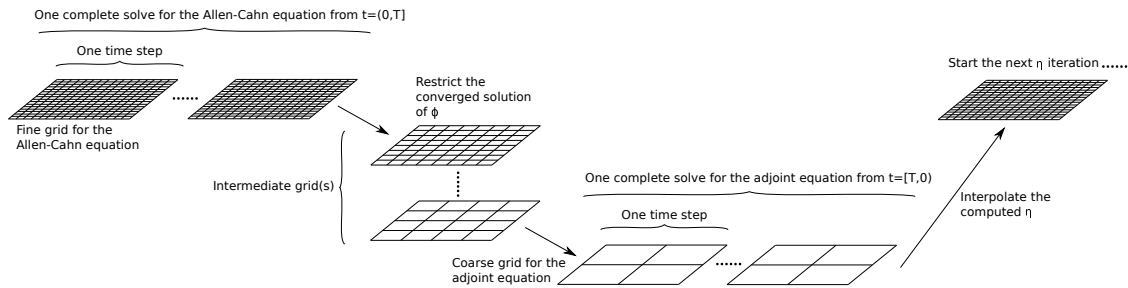 One complete solve for the Allen-Cahn equation from t=(0,T]
One time step
Fine grid for the
Allen-Cahn equation
Restrict the
converged solution
of ϕ
Intermediate grid(s)
Coarse grid for the
adjoint equation
One complete solve for the adjoint equation from t=[T,0)
One time step
Interpolate the
computed η
Start the next η iteration ......